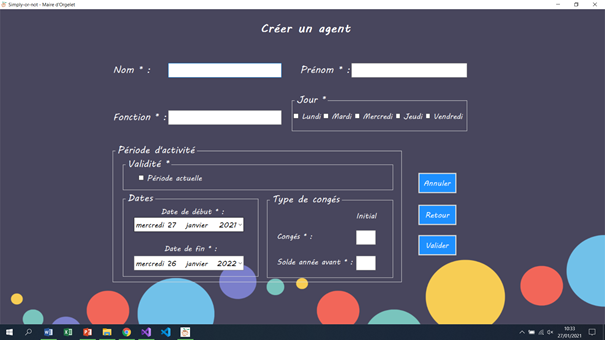 Simply-or-not - Mairie d'Orgelet
Créer un agent
Nom * :
Prénom * :
Jour *
Fonction * :
Lundi Mardi Mercredi Jeudi Vendredi
Période d'activité
Validité *
Période actuelle
Annuler
Dates
Type de congés
Date de début * :
Initial
Retour
mercredi 27 janvier 2021
Congés * :
Date de fin * :
Valider
mercredi 26 janvier 2022
Solde année avant * :
10:33
27/01/2021